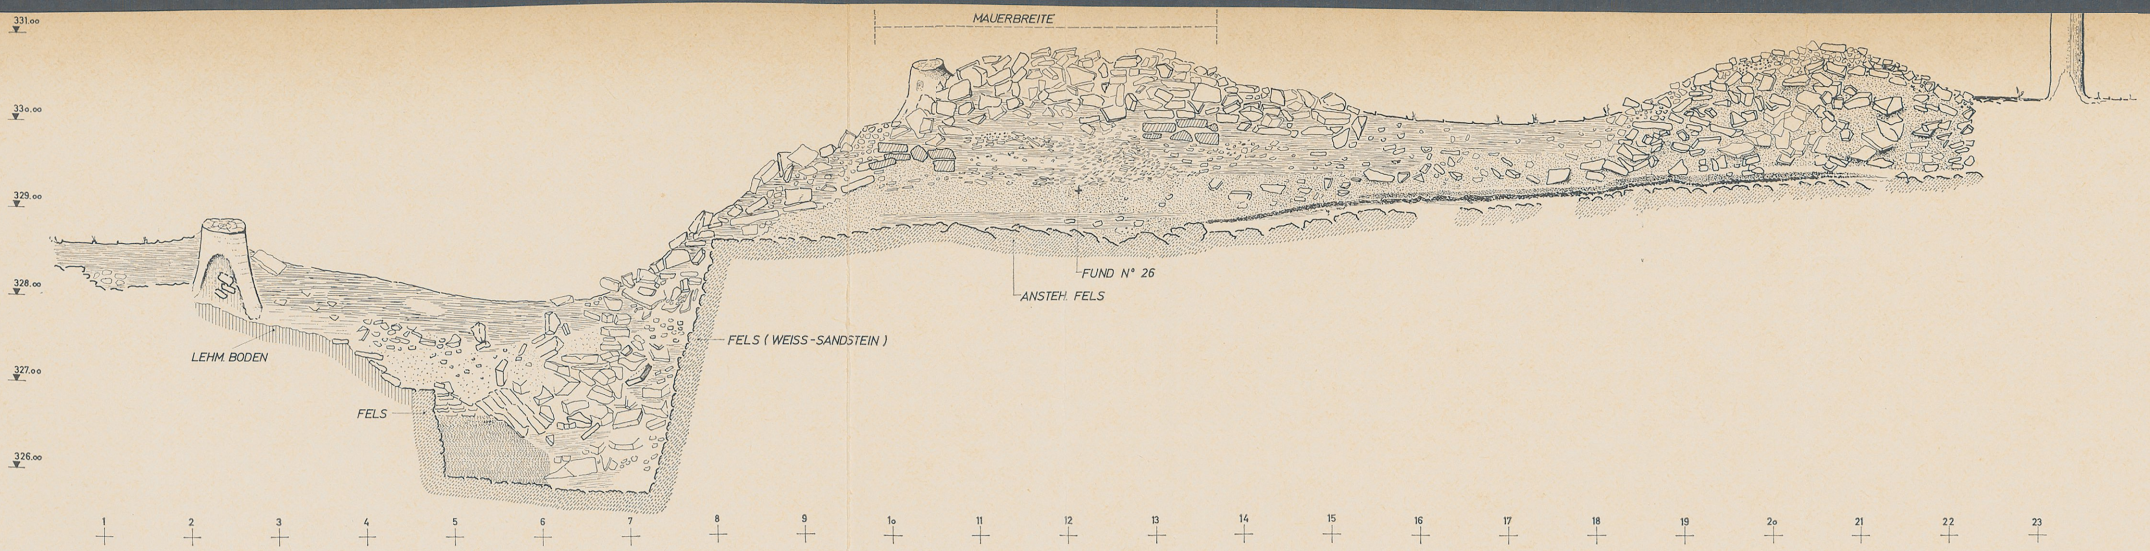 331.00
MAUERBREITE
330.00
329.00
328.00
FUND N° 26
ANSTEH. FELS
FELS ( WEISS-SANDSTEIN )
LEHM. BODEN
327.00
FELS
326.00
1 2 3 4 5 6 7 8 9 10 11 12 13 14 15 16 17 18 19 20 21 22 23